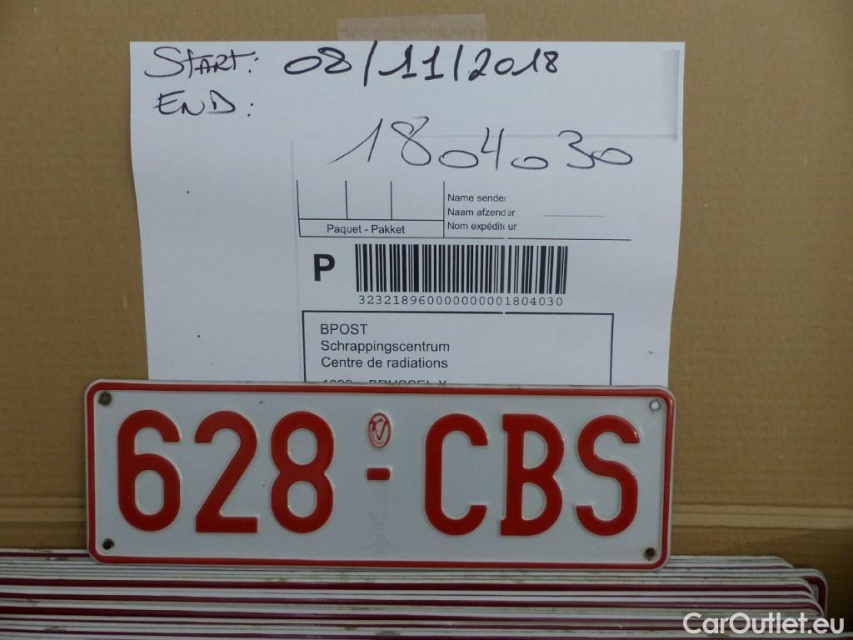 START: 08/11/2018
END:
1804030
Name sender
Naam afzender
Nom expéditeur
Paquet - Pakket
P
323218960000000001804030
BPOST
Schrappingscentrum
Centre de radiations
628-CBS
CarOutlet.eu